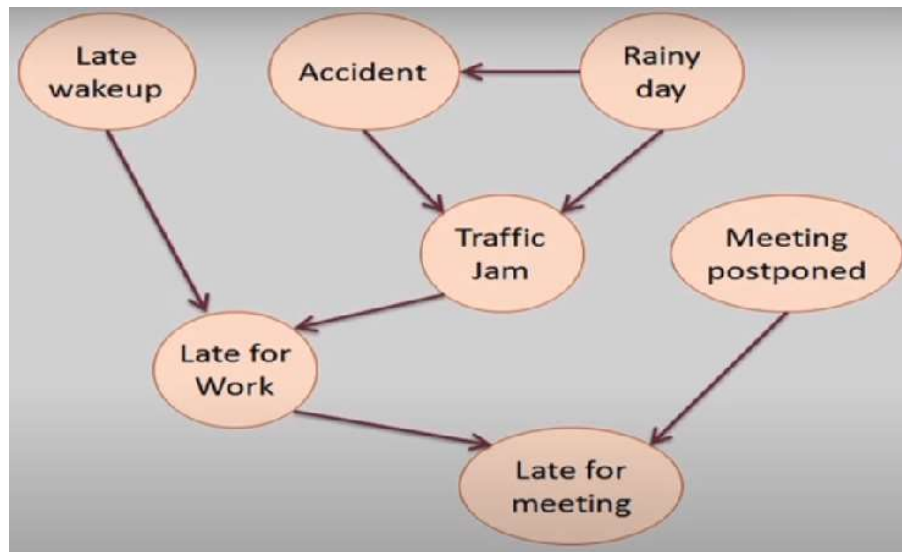 Late
wakeup
Accident
Rainy
day
Traffic
Jam
Meeting
postponed
Late for
Work
Late for
meeting